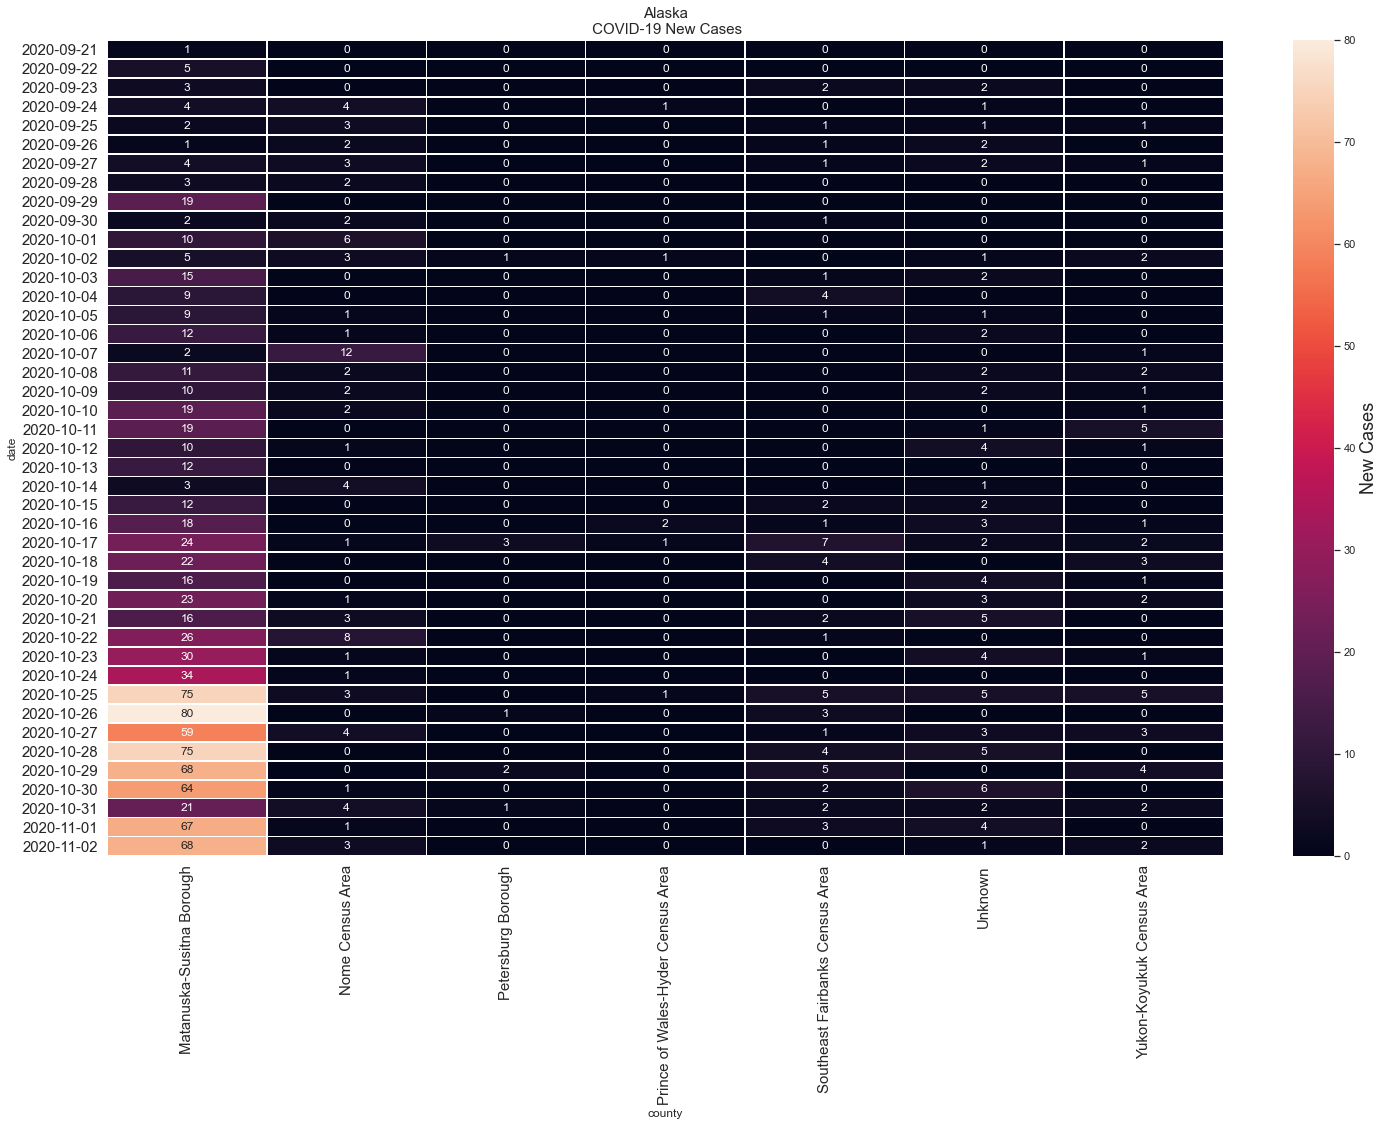 Alaska
COVID-19 New Cases
2020-09-21 1 0 0 0 0 0 0
2020-09-22 5 0 0 0 0 0 0
2020-09-23 3 0 0 0 2 2 0
2020-09-24 4 4 0 1 0 1 0
2020-09-25 2 3 0 0 1 1 1
2020-09-26 1 2 0 0 1 2 0
2020-09-27 4 3 0 0 1 2 1
2020-09-28 3 2 0 0 0 0 0
2020-09-29 19 0 0 0 0 0 0
2020-09-30 2 2 0 0 1 0 0
2020-10-01 10 6 0 0 0 0 0
2020-10-02 5 3 1 1 0 1 2
2020-10-03 15 0 0 0 1 2 0
2020-10-04 9 0 0 0 4 0 0
2020-10-05 9 1 0 0 1 1 0
2020-10-06 12 1 0 0 0 2 0
2020-10-07 2 12 0 0 0 0 1
2020-10-08 11 2 0 0 0 2 2
2020-10-09 10 2 0 0 0 2 1
2020-10-10 19 2 0 0 0 0 1
2020-10-11 19 0 0 0 0 1 5
2020-10-12 10 1 0 0 0 4 1
2020-10-13 12 0 0 0 0 0 0
2020-10-14 3 4 0 0 0 1 0
2020-10-15 12 0 0 0 2 2 0
2020-10-16 18 0 0 2 1 3 1
2020-10-17 24 1 3 1 7 2 2
2020-10-18 22 0 0 0 4 0 3
2020-10-19 16 0 0 0 0 4 1
2020-10-20 23 1 0 0 0 3 2
2020-10-21 16 3 0 0 2 5 0
2020-10-22 26 8 0 0 1 0 0
2020-10-23 30 1 0 0 0 4 1
2020-10-24 34 1 0 0 0 0 0
2020-10-25 75 3 0 1 5 5 5
2020-10-26 80 0 1 0 3 0 0
2020-10-27 59 4 0 0 1 3 3
2020-10-28 75 0 0 0 4 5 0
2020-10-29 68 0 2 0 5 0 4
2020-10-30 64 1 0 0 2 6 0
2020-10-31 21 4 1 0 2 2 2
2020-11-01 67 1 0 0 3 4 0
2020-11-02 68 3 0 0 0 1 2
date
Matanuska-Susitna Borough
Nome Census Area
Petersburg Borough
Prince of Wales-Hyder Census Area
Southeast Fairbanks Census Area
Unknown
Yukon-Koyukuk Census Area
county
80
70
60
50
40
30
20
10
0
New Cases